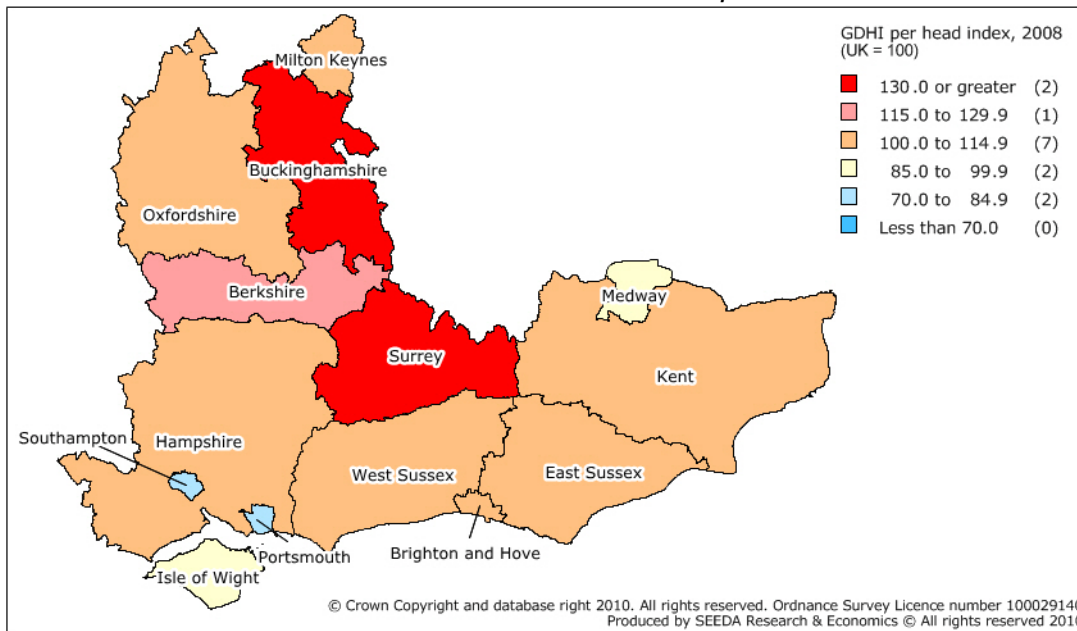 GDHI per head index, 2008
(UK = 100)
130.0 or greater (2)
115.0 to 129.9 (1)
100.0 to 114.9 (7)
85.0 to 99.9 (2)
70.0 to 84.9 (2)
Less than 70.0 (0)
Milton Keynes
Buckinghamshire
Oxfordshire
Berkshire
Medway
Surrey
Kent
Southampton
Hampshire
West Sussex
East Sussex
Brighton and Hove
Portsmouth
Isle of Wight
© Crown Copyright and database right 2010. All rights reserved. Ordnance Survey Licence number 100029140
Produced by SEEDA Research & Economics © All rights reserved 2010